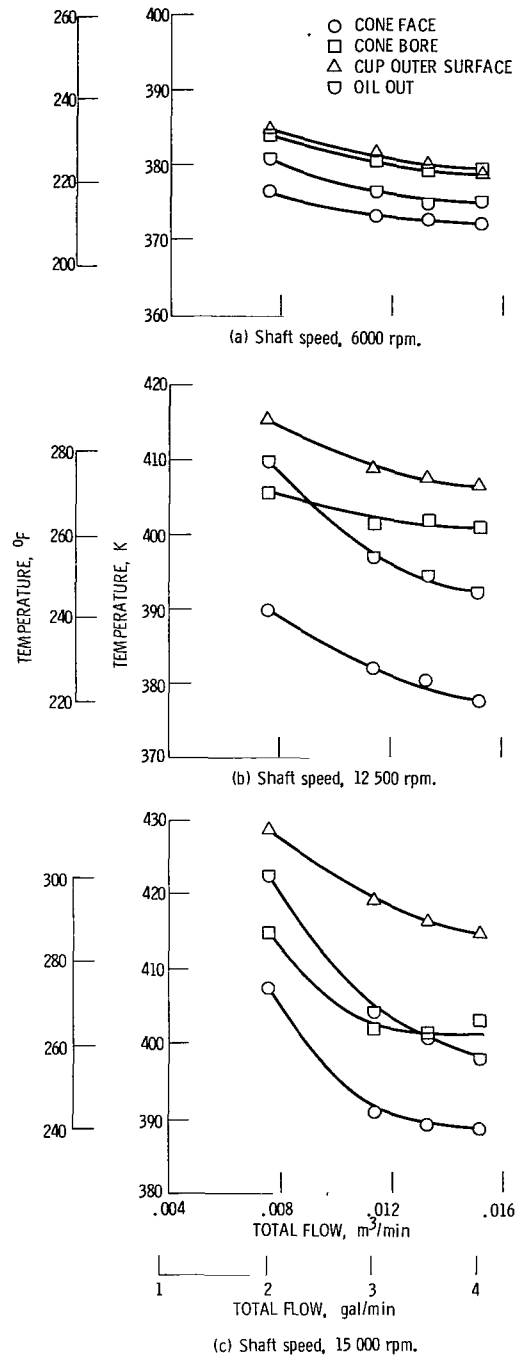 260
240
220
200
400
390
380
370
360
CONE FACE
CONE BORE
CUP OUTER SURFACE
OIL OUT
(a) Shaft speed, 6000 rpm.
TEMPERATURE, °F
280
260
240
220
TEMPERATURE, K
420
410
400
390
380
370
(b) Shaft speed, 12 500 rpm.
300
280
260
240
430
420
410
400
390
380
.004 .008 .012 .016
TOTAL FLOW, m³/min
1 2 3 4
TOTAL FLOW, gal/min
(c) Shaft speed, 15 000 rpm.